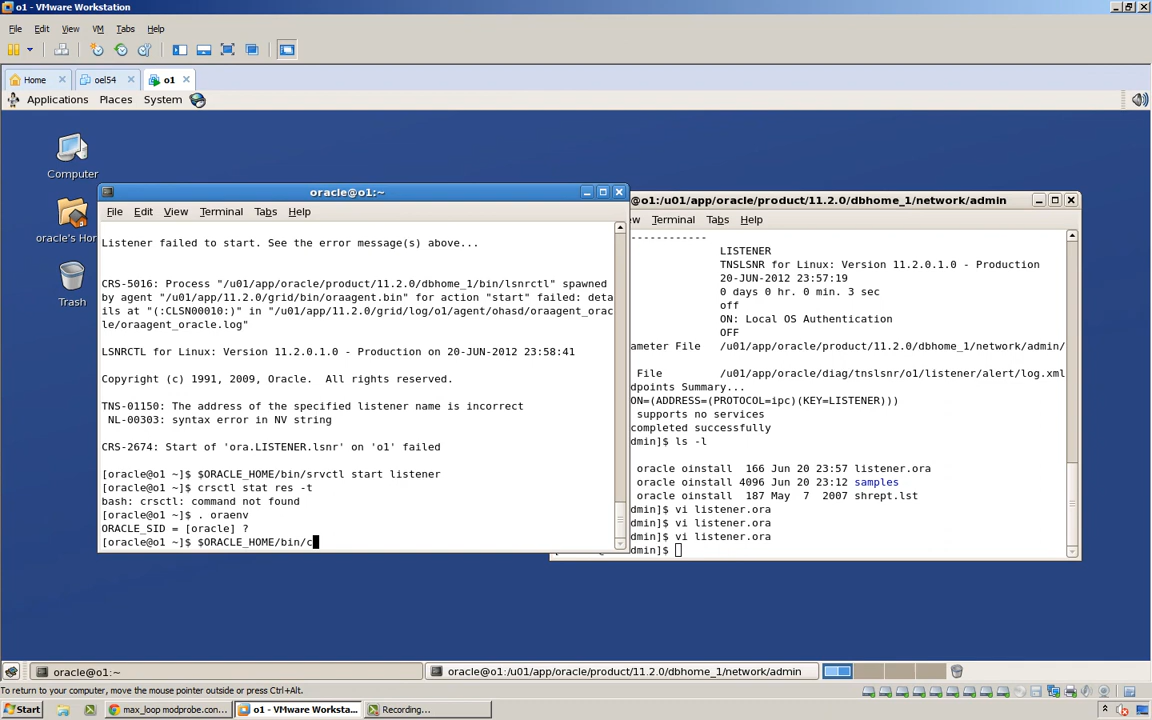 o1 - VMware Workstation
File Edit View VM Tabs Help
Home oel54 o1
Applications Places System
Computer
oracle's Hor
Trash
oracle@o1:~
File Edit View Terminal Tabs Help
Listener failed to start. See the error message(s) above...
CRS-5016: Process "/u01/app/oracle/product/11.2.0/dbhome_1/bin/lsnrctl" spawned
by agent "/u01/app/11.2.0/grid/bin/oraagent.bin" for action "start" failed: deta
ils at "(:CLSN00010:)" in "/u01/app/11.2.0/grid/log/o1/agent/ohasd/oraagent_orac
le/oraagent_oracle.log"
LSNRCTL for Linux: Version 11.2.0.1.0 - Production on 20-JUN-2012 23:58:41
Copyright (c) 1991, 2009, Oracle.  All rights reserved.
TNS-01150: The address of the specified listener name is incorrect
NL-00303: syntax error in NV string
CRS-2674: Start of 'ora.LISTENER.lsnr' on 'o1' failed
[oracle@o1 ~]$ $ORACLE_HOME/bin/srvctl start listener
[oracle@o1 ~]$ crsctl stat res -t
bash: crsctl: command not found
[oracle@o1 ~]$ . oraenv
ORACLE_SID = [oracle] ?
[oracle@o1 ~]$ $ORACLE_HOME/bin/c
@o1:/u01/app/oracle/product/11.2.0/dbhome_1/network/admin
ew Terminal Tabs Help
------------
LISTENER
TNSLSNR for Linux: Version 11.2.0.1.0 - Production
20-JUN-2012 23:57:19
0 days 0 hr. 0 min. 3 sec
off
ON: Local OS Authentication
OFF
ameter File /u01/app/oracle/product/11.2.0/dbhome_1/network/admin/
File /u01/app/oracle/diag/tnslsnr/o1/listener/alert/log.xml
dpoints Summary...
ON=(ADDRESS=(PROTOCOL=ipc)(KEY=LISTENER)))
supports no services
completed successfully
dmin]$ ls -l
oracle oinstall  166 Jun 20 23:57 listener.ora
oracle oinstall 4096 Jun 20 23:12 samples
oracle oinstall  187 May  7  2007 shrept.lst
dmin]$ vi listener.ora
dmin]$ vi listener.ora
dmin]$ vi listener.ora
dmin]$
oracle@o1:~ oracle@o1:/u01/app/oracle/product/11.2.0/dbhome_1/network/admin
To return to your computer, move the mouse pointer outside or press Ctrl+Alt.
Start max_loop modprobe.con... o1 - VMware Worksta... Recording...